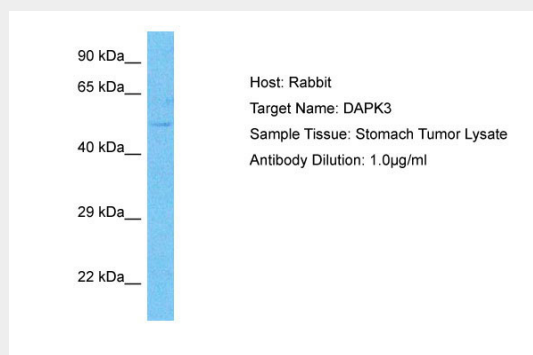 90 kDa__
65 kDa__
40 kDa__
29 kDa__
22 kDa__
Host: Rabbit
Target Name: DAPK3
Sample Tissue: Stomach Tumor Lysate
Antibody Dilution: 1.0µg/ml